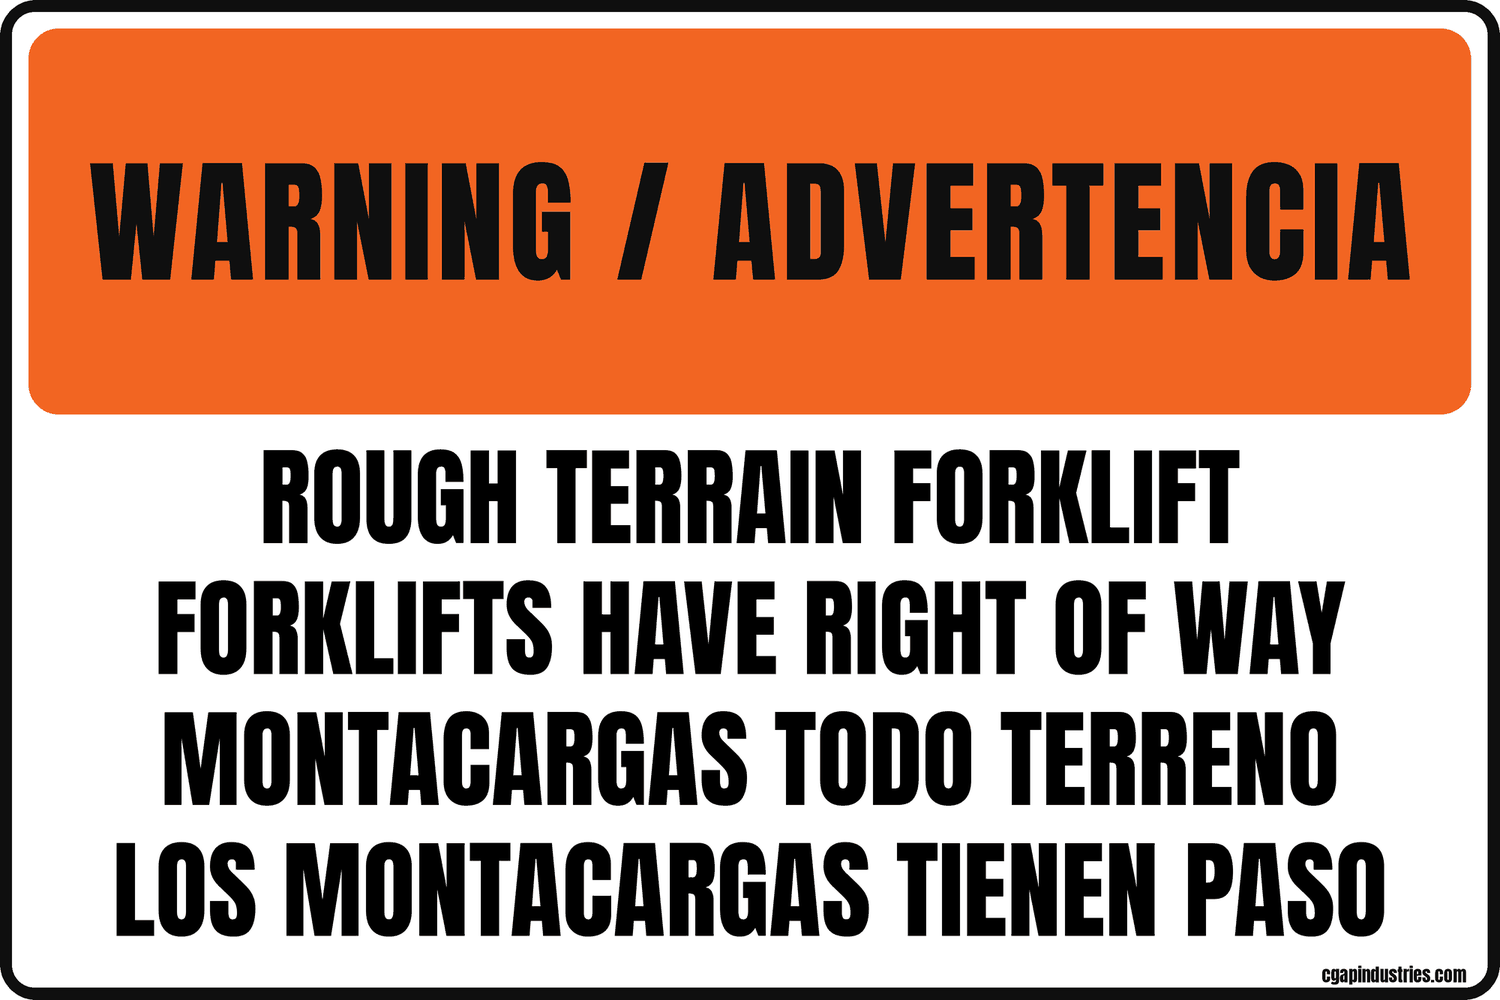 WARNING / ADVERTENCIA
ROUGH TERRAIN FORKLIFT
FORKLIFTS HAVE RIGHT OF WAY
MONTACARGAS TODO TERRENO
LOS MONTACARGAS TIENEN PASO
cgapindustries.com